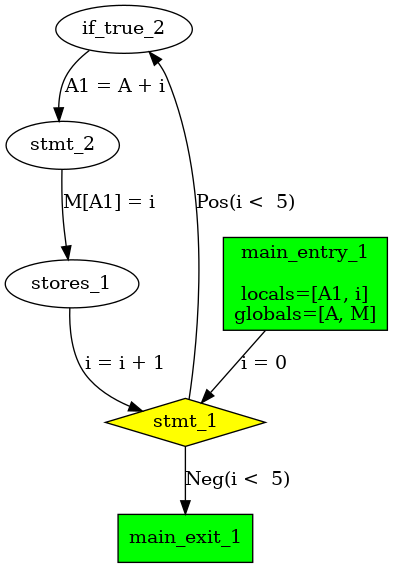 if_true_2
A1 = A + i
stmt_2
M[A1] = i
Pos(i <  5)
main_entry_1
locals=[A1, i]
globals=[A, M]
stores_1
i = i + 1
i = 0
stmt_1
Neg(i <  5)
main_exit_1